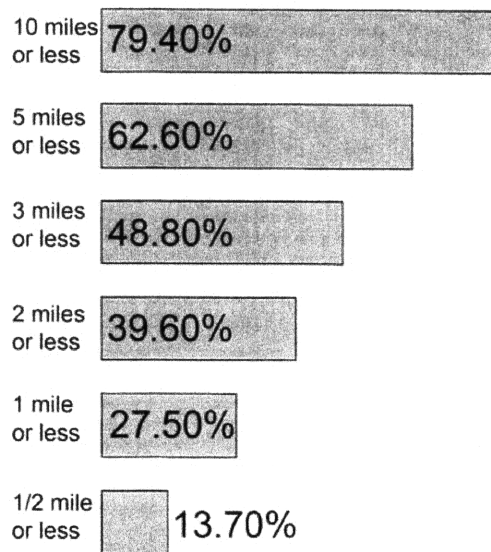 10 miles
or less
79.40%
5 miles
or less
62.60%
3 miles
or less
48.80%
2 miles
or less
39.60%
1 mile
or less
27.50%
1/2 mile
or less
13.70%